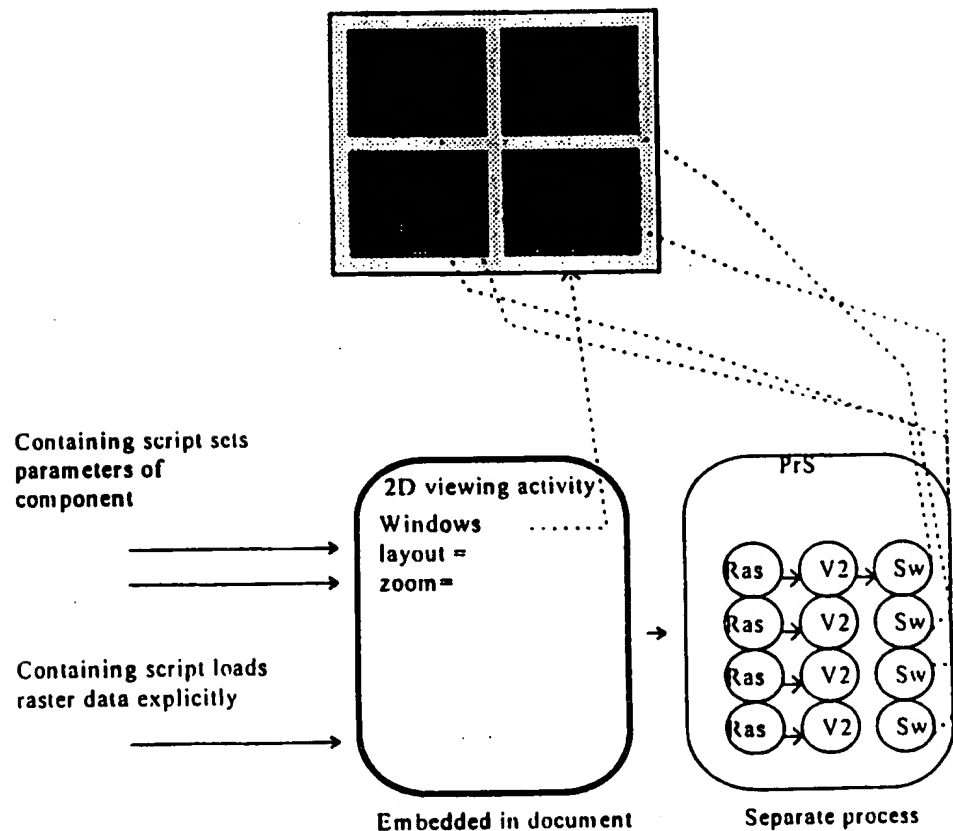 Containing script sets
parameters of
component
Containing script loads
raster data explicitly
2D viewing activity
Windows
layout =
zoom=
Embedded in document
PrS
Ras V2 Sw
Ras V2 Sw
Ras V2 Sw
Ras V2 Sw
Separate process